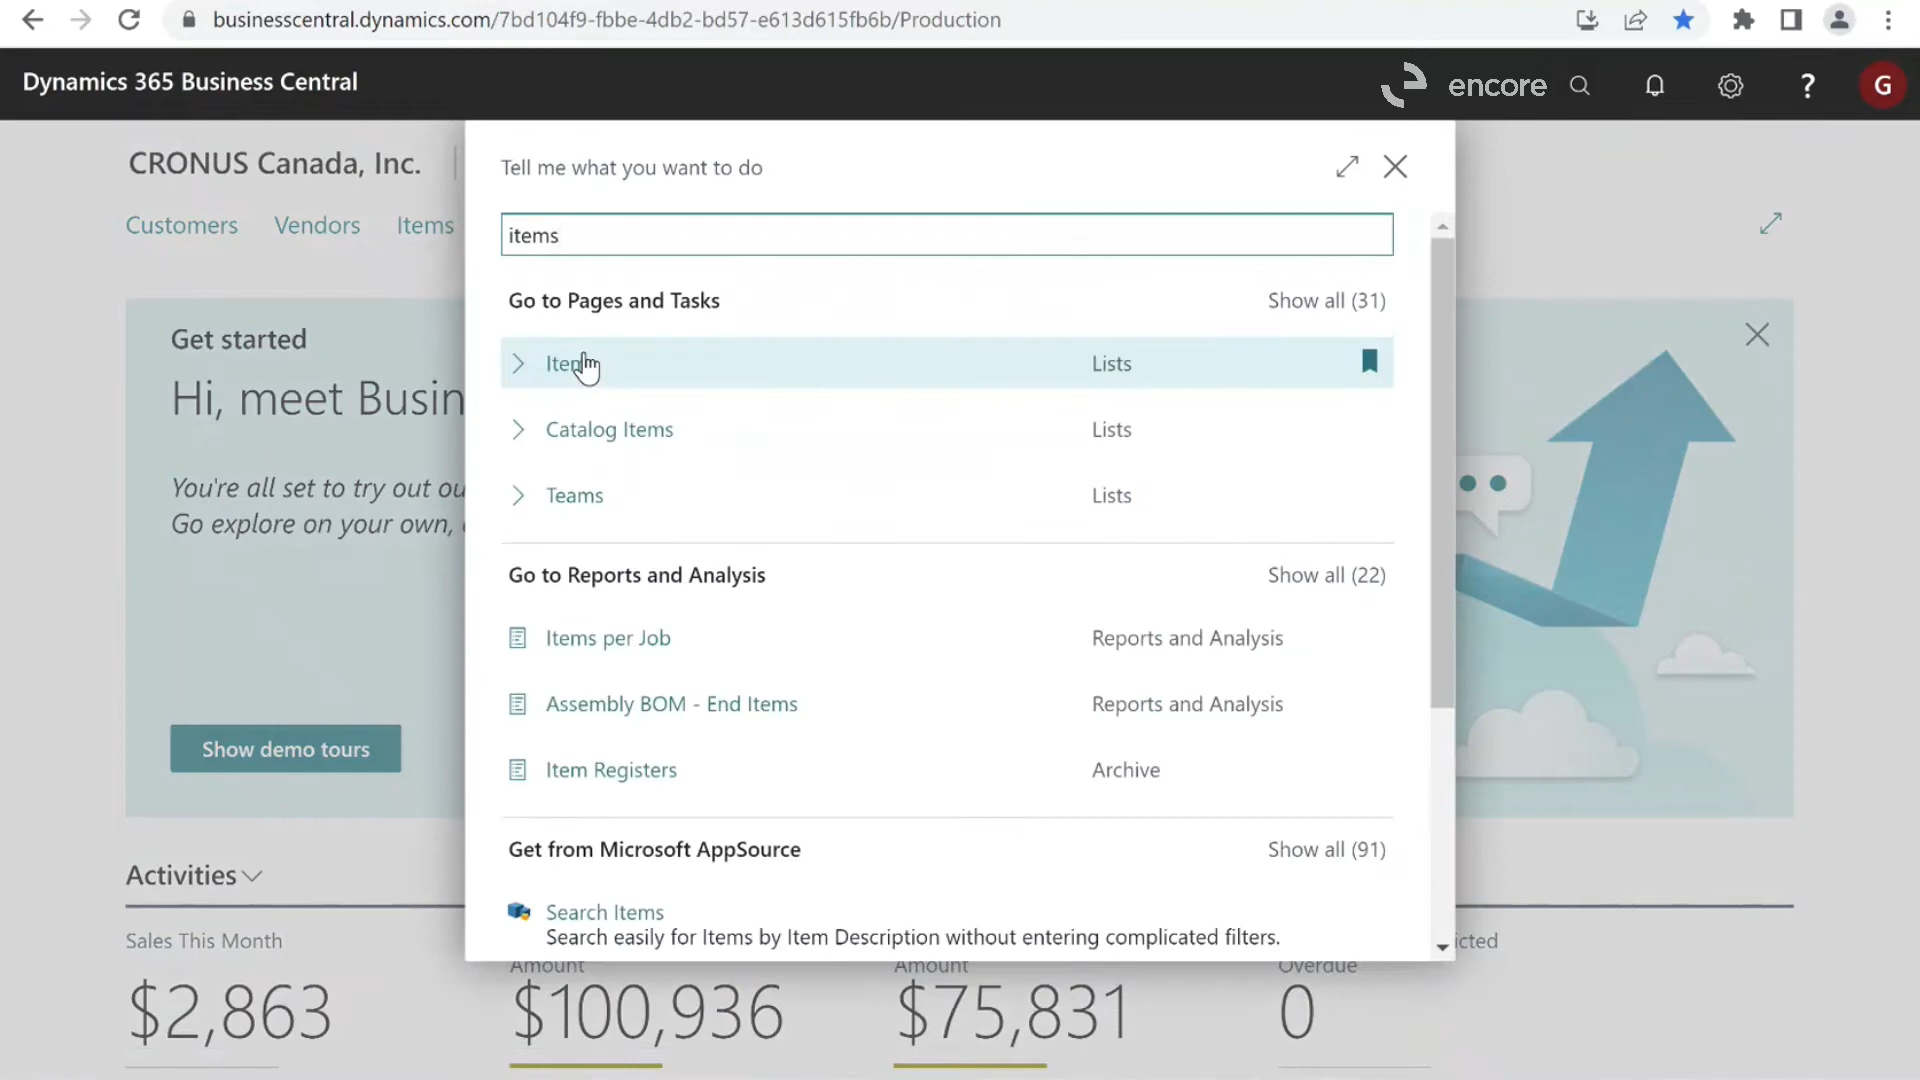 businesscentral.dynamics.com/7bd104f9-fbbe-4db2-bd57-e613d615fb6b/Production
Dynamics 365 Business Central
encore
?
G
CRONUS Canada, Inc.
Customers Vendors Items
Get started
Hi, meet Busin
You're all set to try out ou
Go explore on your own,
Show demo tours
Tell me what you want to do
items
Go to Pages and Tasks Show all (31)
Items Lists
Catalog Items Lists
Teams Lists
Go to Reports and Analysis Show all (22)
Items per Job Reports and Analysis
Assembly BOM - End Items Reports and Analysis
Item Registers Archive
Get from Microsoft AppSource Show all (91)
Search Items
Search easily for Items by Item Description without entering complicated filters.
Activities
Sales This Month icted
Amount Amount Overdue
$2,863 $100,936 $75,831 0